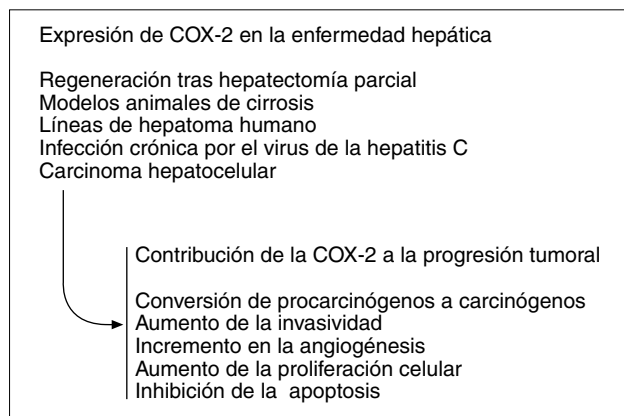 Expresión de COX-2 en la enfermedad hepática
Regeneración tras hepatectomía parcial
Modelos animales de cirrosis
Líneas de hepatoma humano
Infección crónica por el virus de la hepatitis C
Carcinoma hepatocelular
Contribución de la COX-2 a la progresión tumoral
Conversión de procarcinógenos a carcinógenos
Aumento de la invasividad
Incremento en la angiogénesis
Aumento de la proliferación celular
Inhibición de la apoptosis